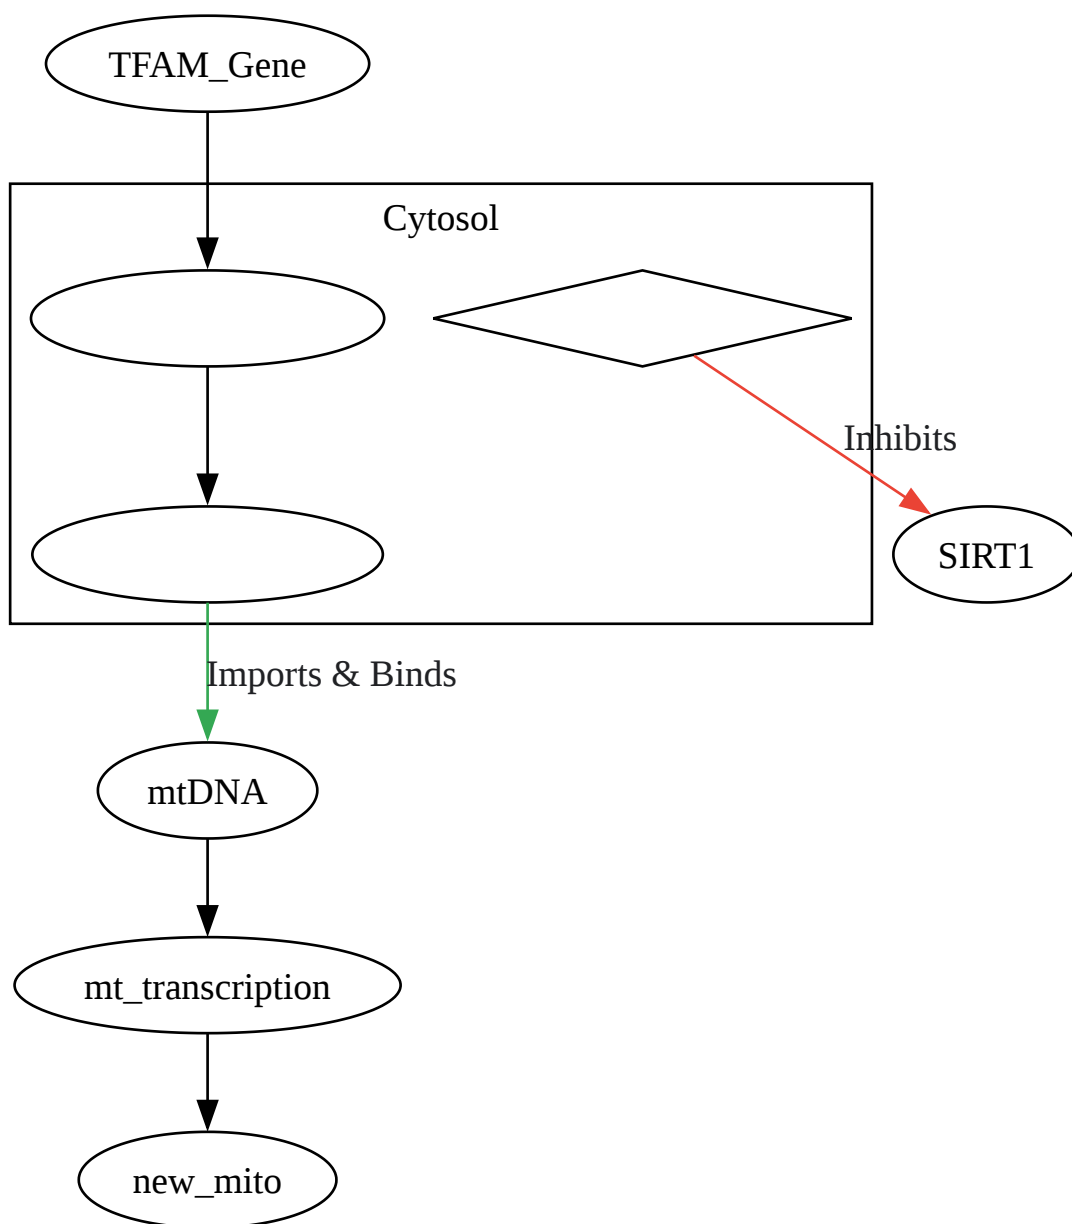 TFAM_Gene
Cytosol
Inhibits
SIRT1
Imports & Binds
mtDNA
mt_transcription
new_mito